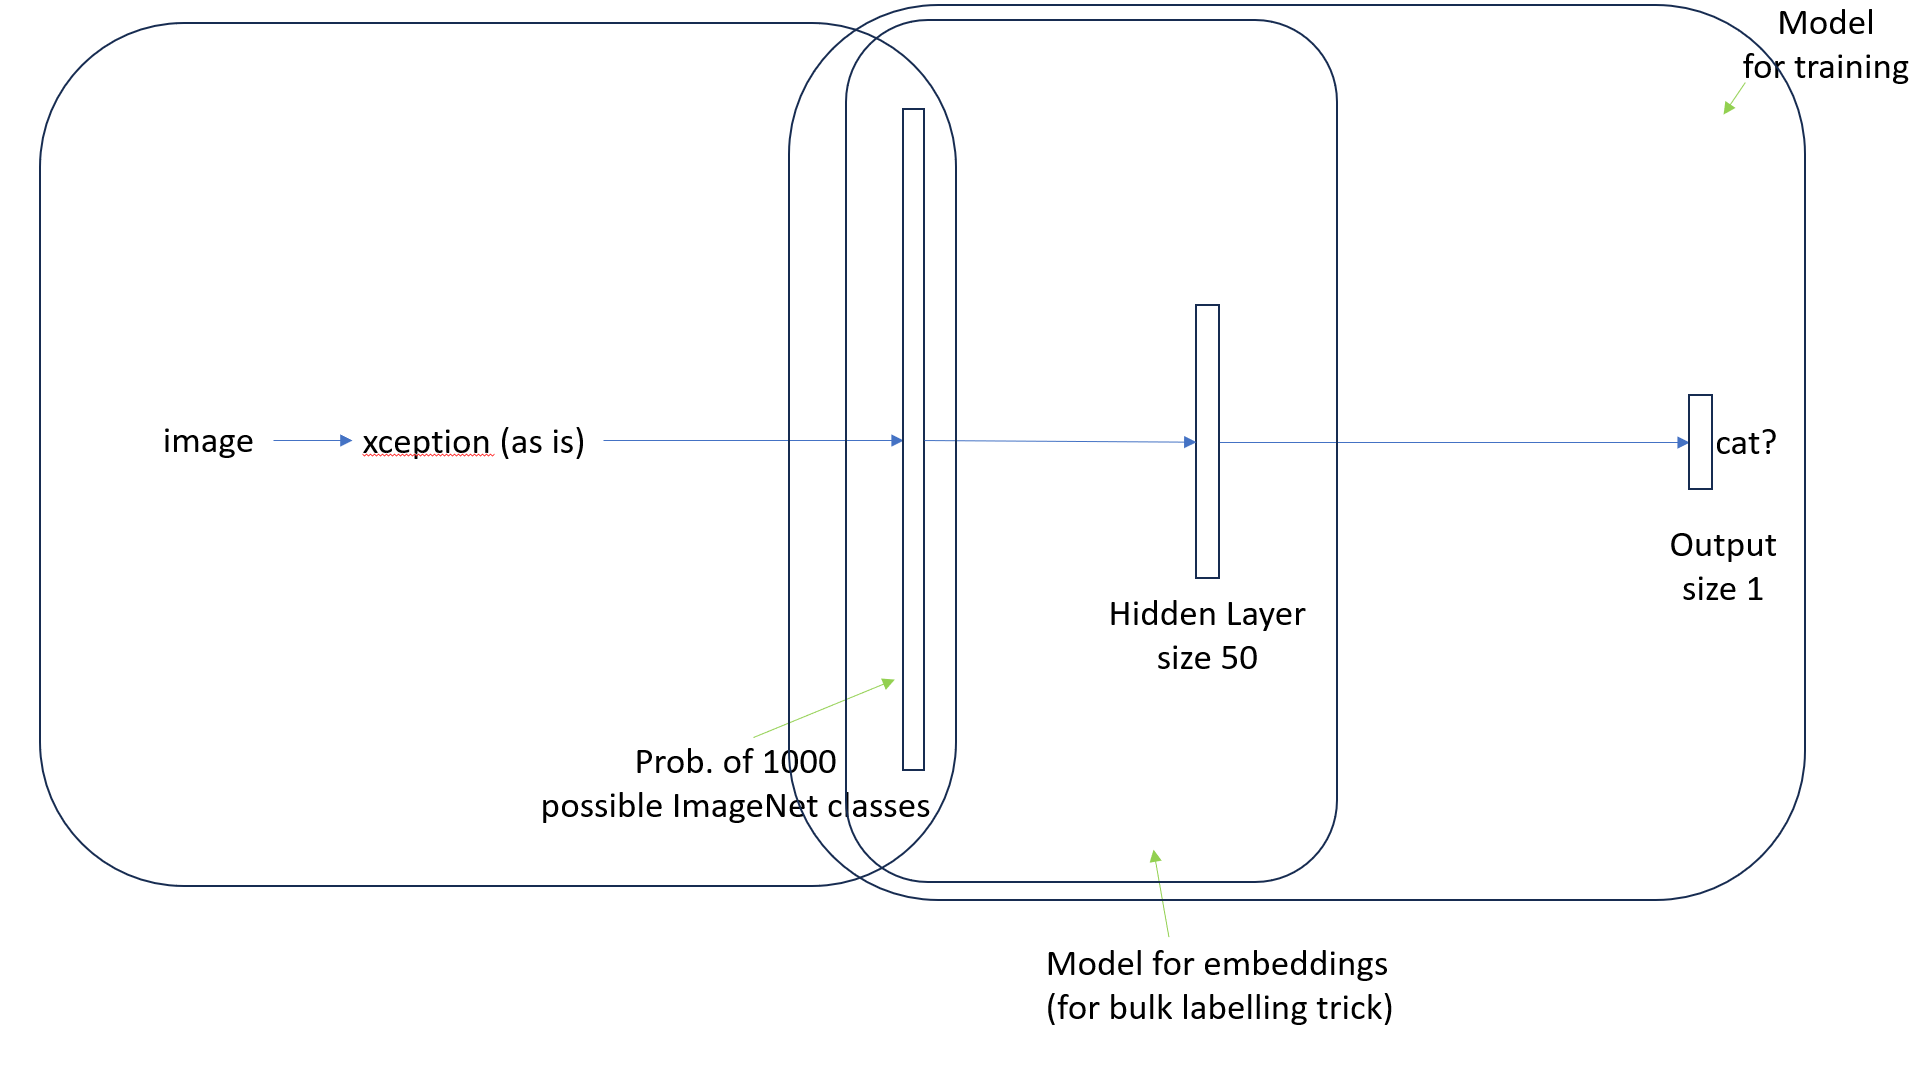 Model
for training
image
xception (as is)
cat?
Output
size 1
Hidden Layer
size 50
Prob. of 1000
possible ImageNet classes
Model for embeddings
(for bulk labelling trick)